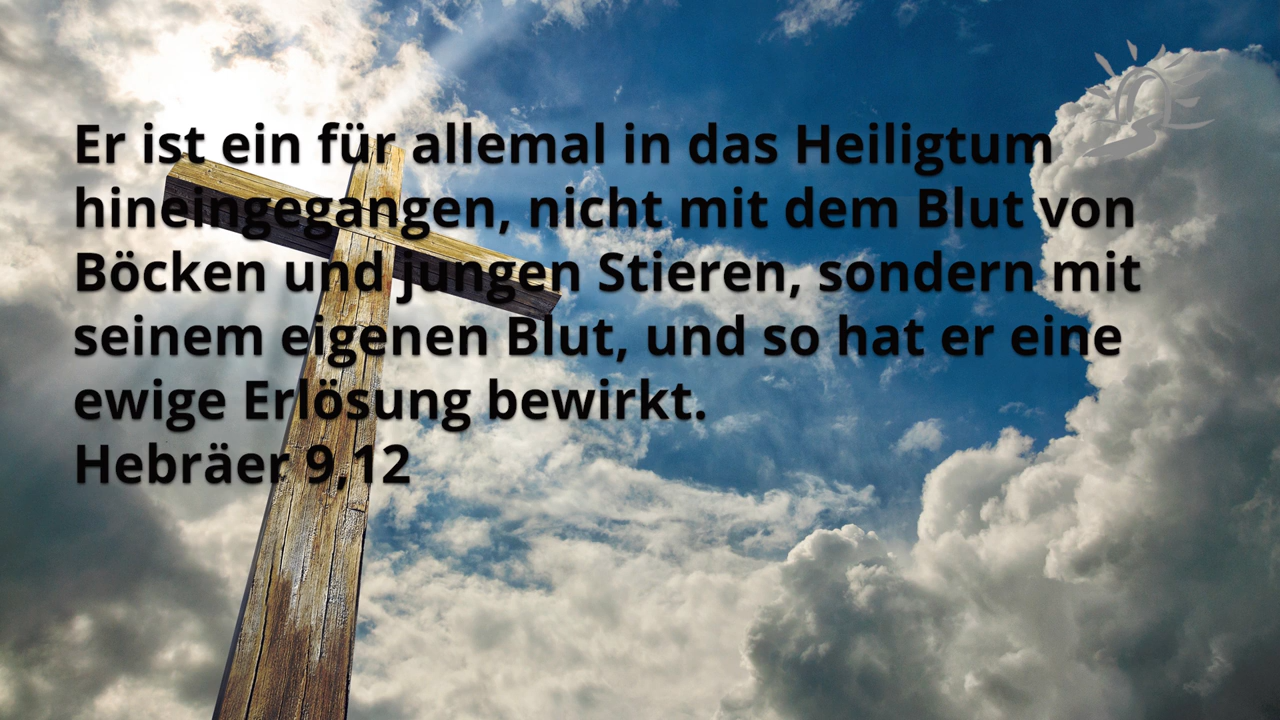 Er ist ein für allemal in das Heiligtum
hineingegangen, nicht mit dem Blut von
Böcken und jungen Stieren, sondern mit
seinem eigenen Blut, und so hat er eine
ewige Erlösung bewirkt.
Hebräer 9,12